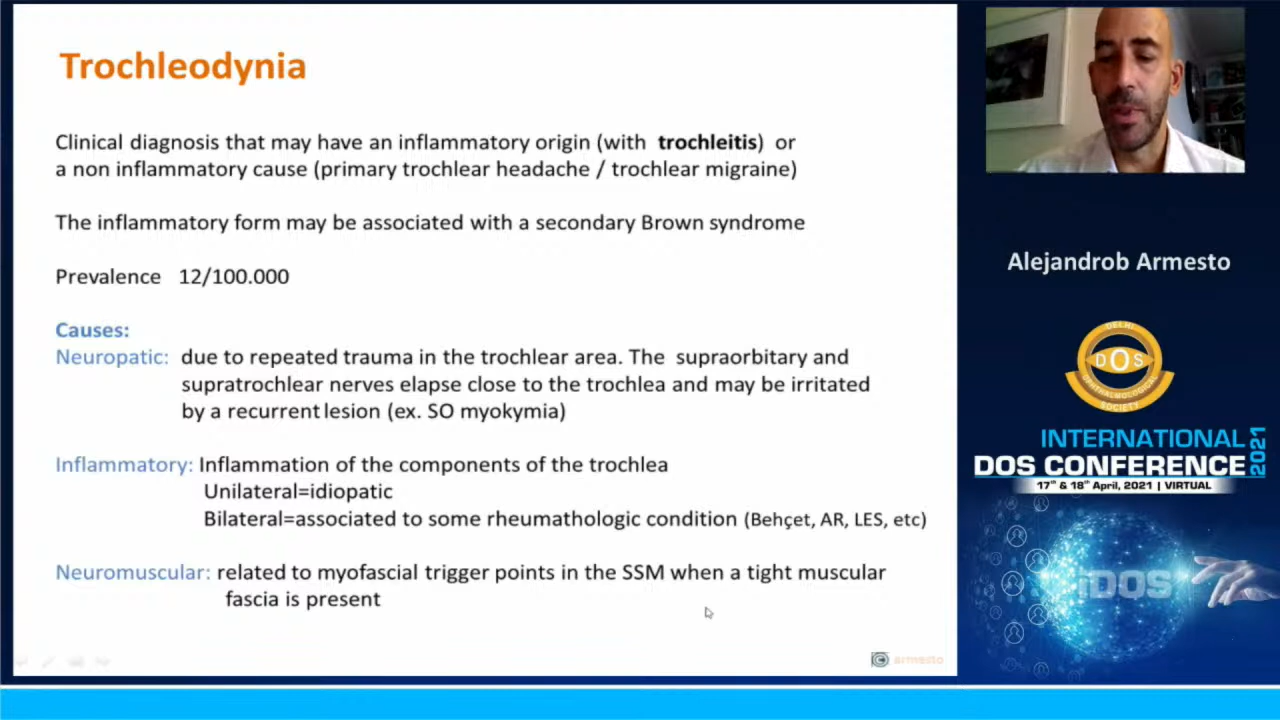 Trochleodynia
Clinical diagnosis that may have an inflammatory origin (with trochleitis) or
a non inflammatory cause (primary trochlear headache / trochlear migraine)
The inflammatory form may be associated with a secondary Brown syndrome
Prevalence 12/100.000
Causes:
Neuropatic: due to repeated trauma in the trochlear area. The supraorbitary and
supratrochlear nerves elapse close to the trochlea and may be irritated
by a recurrent lesion (ex. SO myokymia)
Inflammatory: Inflammation of the components of the trochlea
Unilateral=idiopatic
Bilateral=associated to some rheumathologic condition (Behçet, AR, LES, etc)
Neuromuscular: related to myofascial trigger points in the SSM when a tight muscular
fascia is present
armesto
Alejandrob Armesto
DELHI
DOS
OPHTHALMOLOGICAL
SOCIETY
INTERNATIONAL
DOS CONFERENCE
2021
17th & 18th April, 2021 | VIRTUAL
iDOS